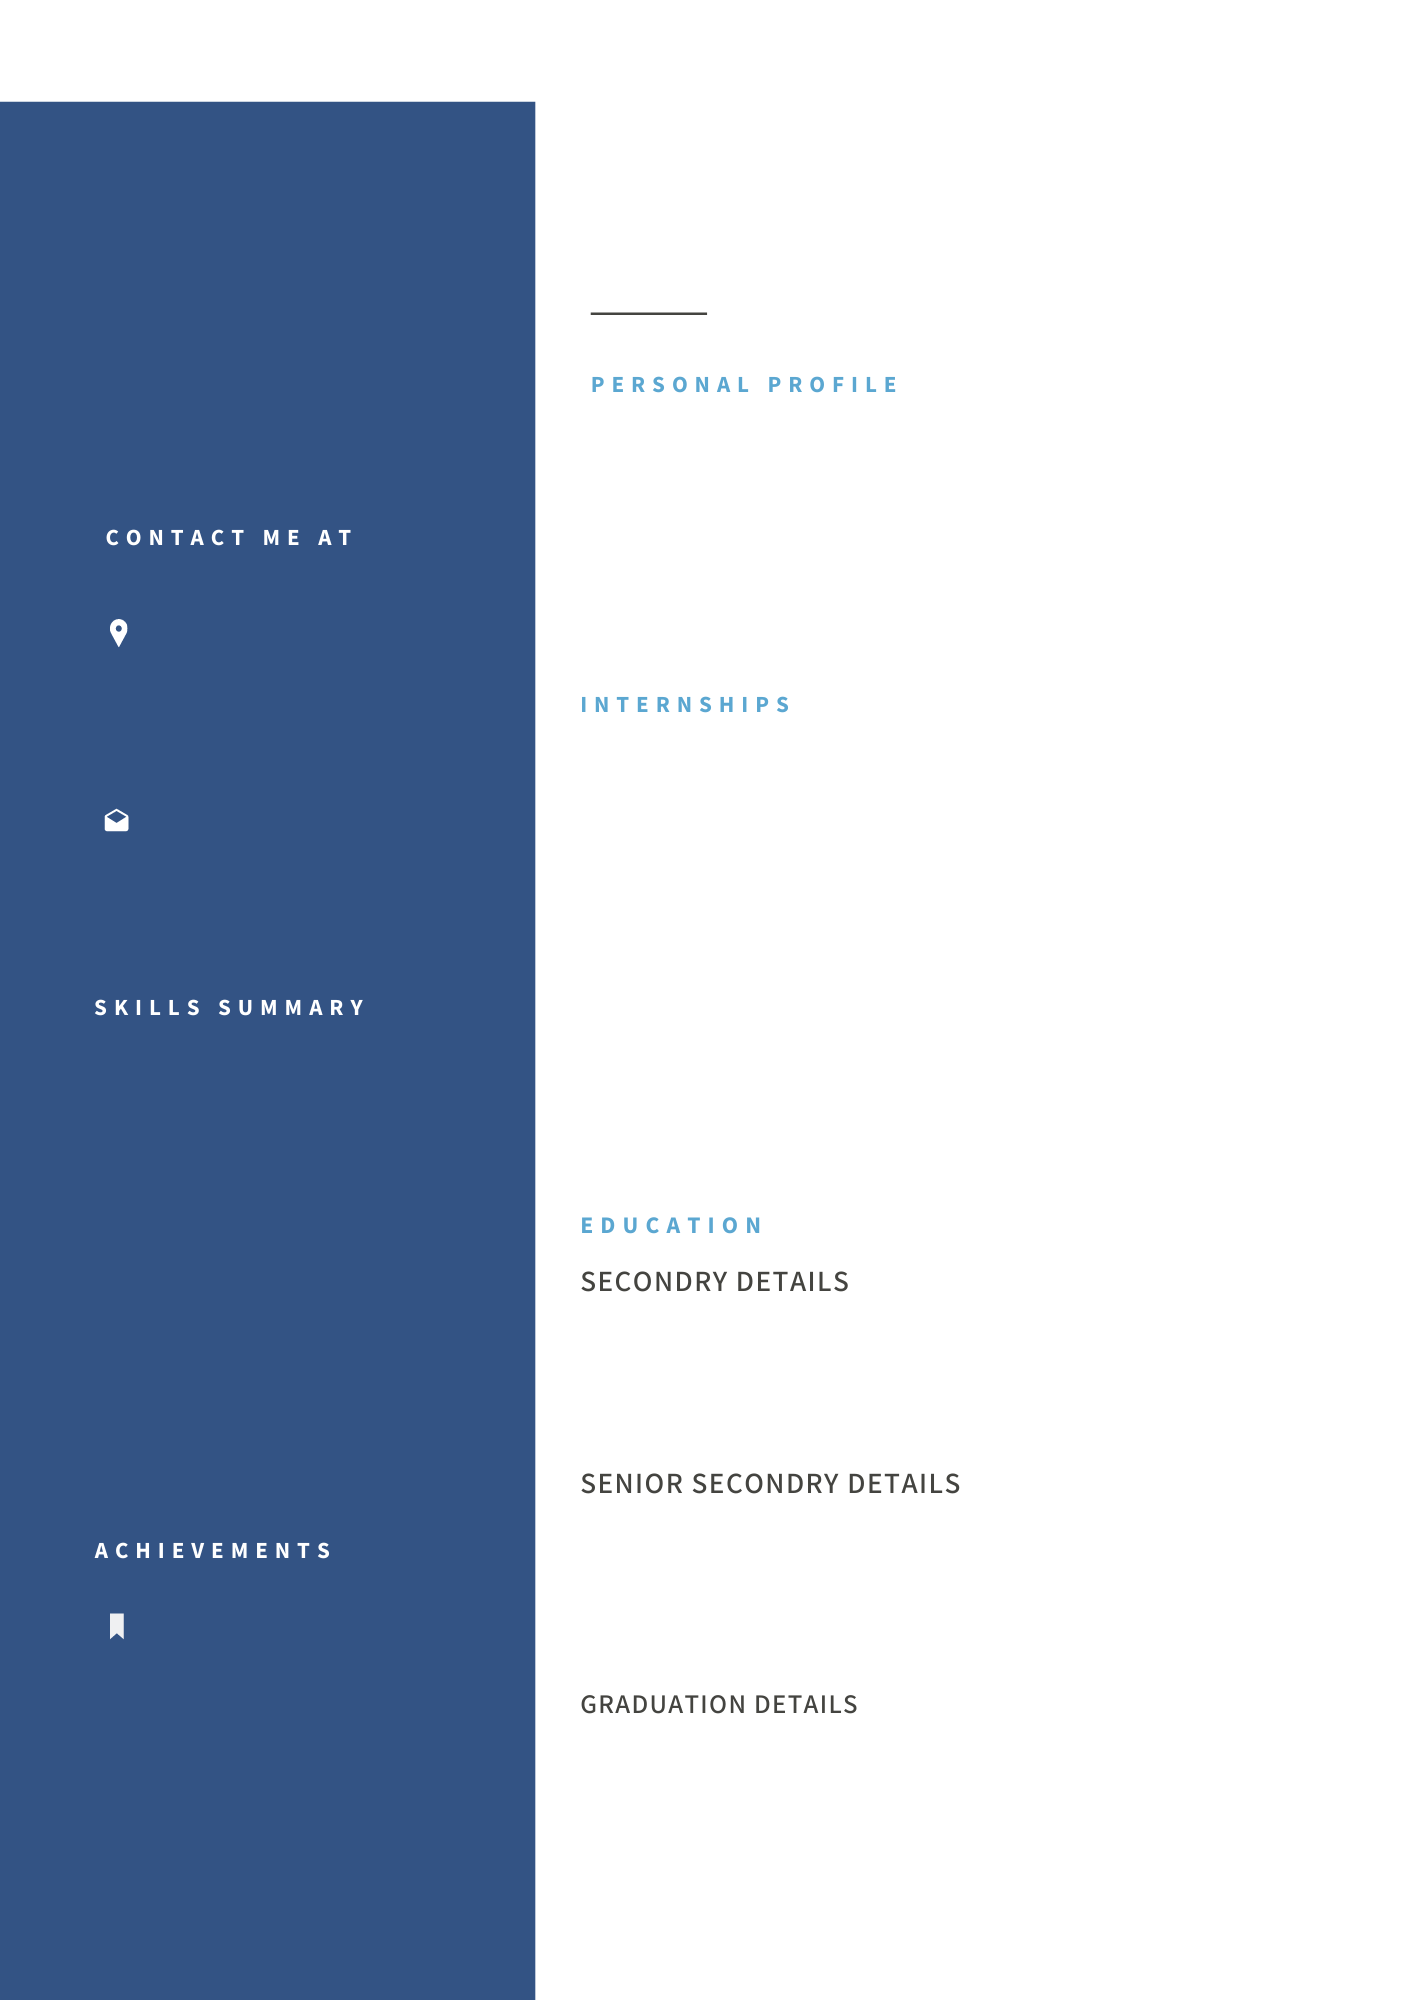 CONTACT ME AT
SKILLS SUMMARY
ACHIEVEMENTS
PERSONAL PROFILE
INTERNSHIPS
EDUCATION
SECONDRY DETAILS
SENIOR SECONDRY DETAILS
GRADUATION DETAILS